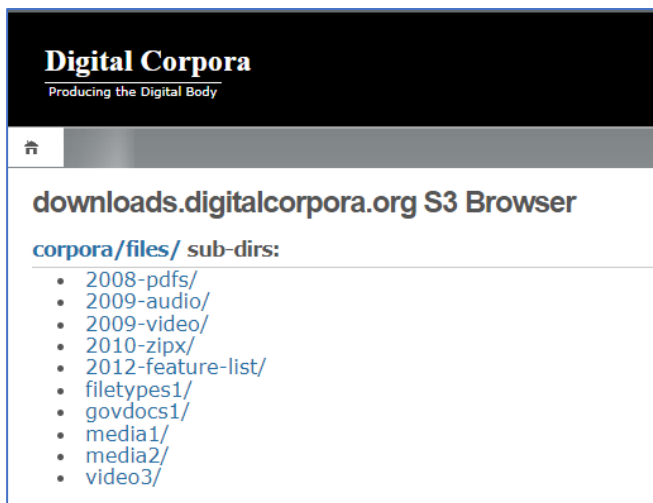 Digital Corpora
Producing the Digital Body
downloads.digitalcorpora.org S3 Browser
corpora/files/ sub-dirs:
• 2008-pdfs/
• 2009-audio/
• 2009-video/
• 2010-zipx/
• 2012-feature-list/
• filetypes1/
• govdocs1/
• media1/
• media2/
• video3/